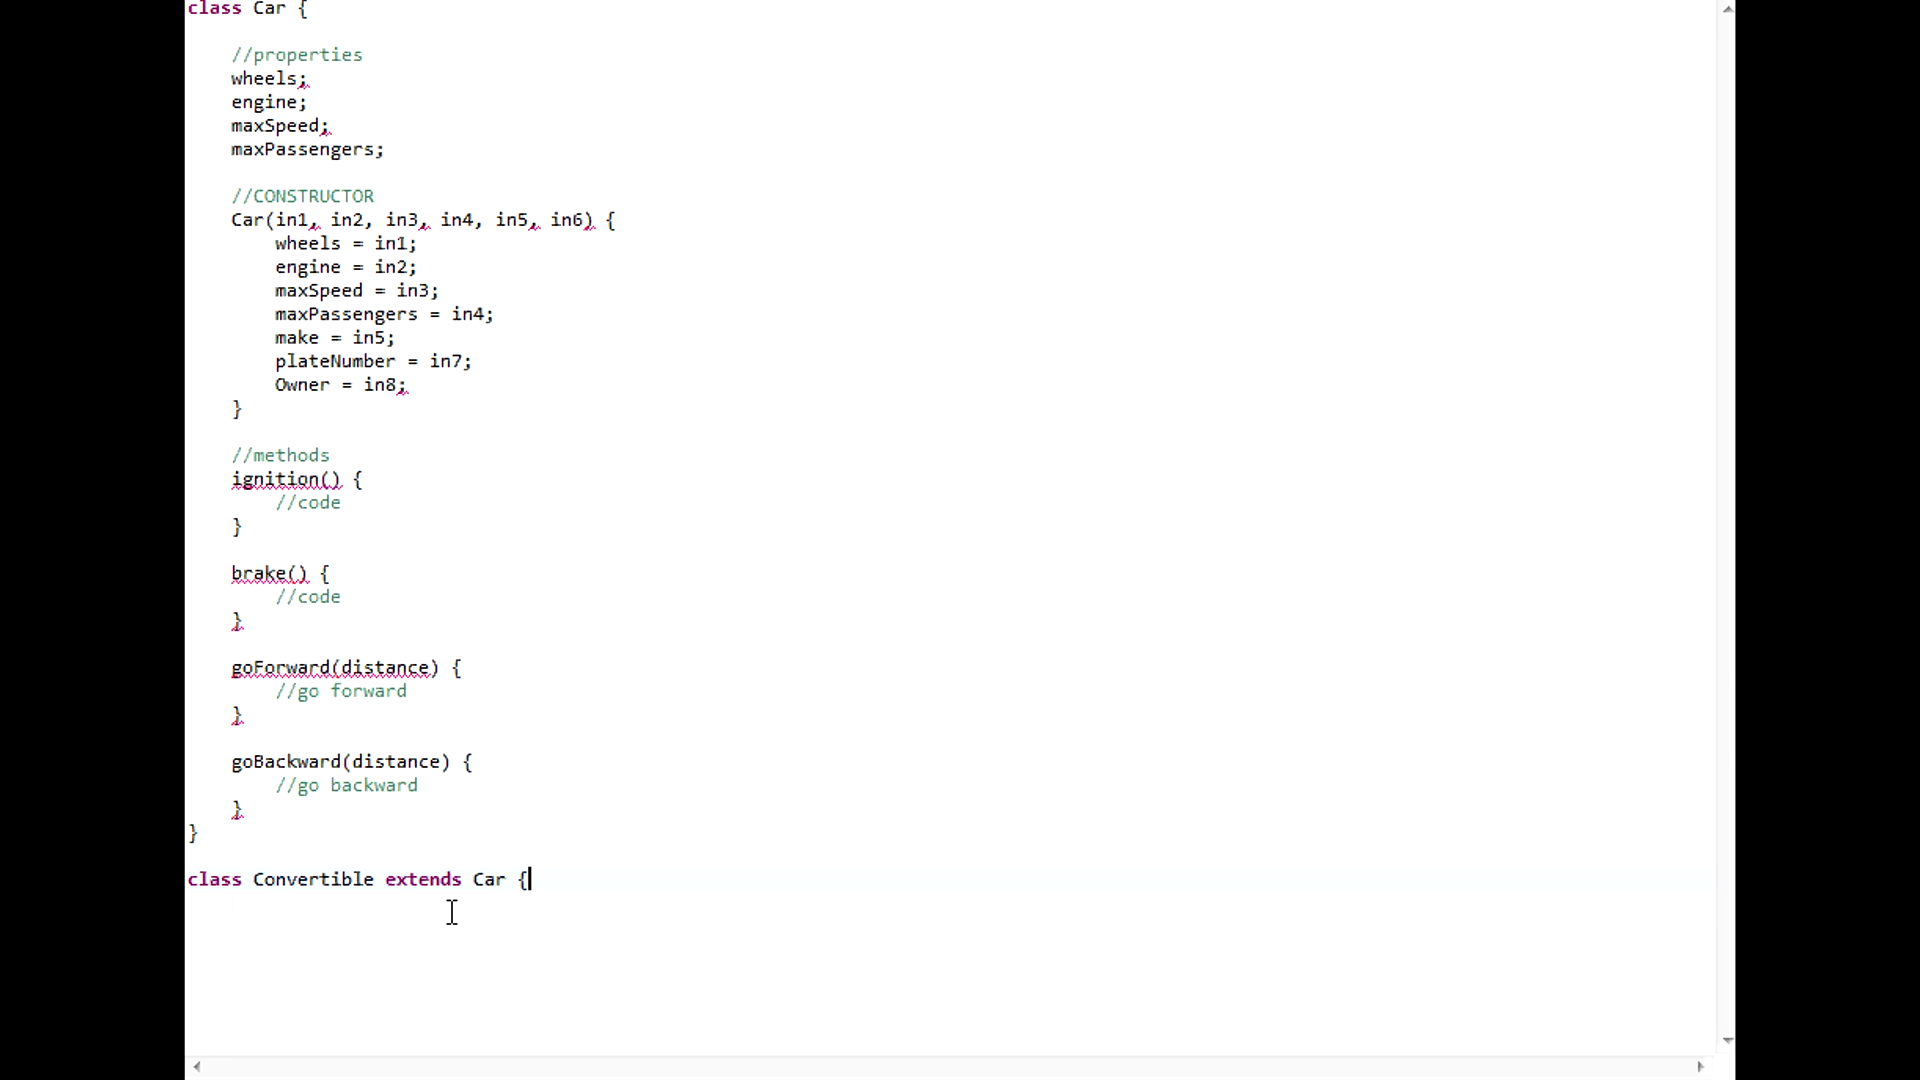 class Car {
//properties
wheels;
engine;
maxSpeed;
maxPassengers;
//CONSTRUCTOR
Car(in1, in2, in3, in4, in5, in6) {
wheels = in1;
engine = in2;
maxSpeed = in3;
maxPassengers = in4;
make = in5;
plateNumber = in7;
Owner = in8;
}
//methods
ignition() {
//code
}
brake() {
//code
}
goForward(distance) {
//go forward
}
goBackward(distance) {
//go backward
}
}
class Convertible extends Car {